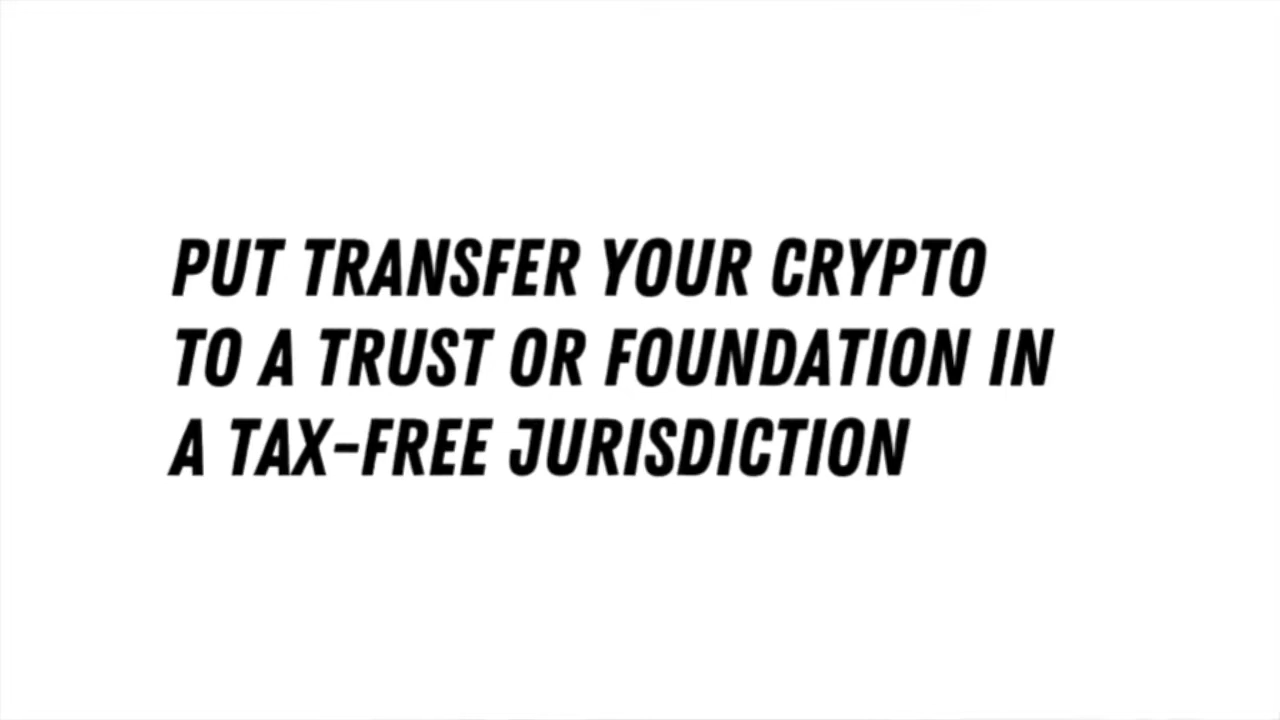 PUT TRANSFER YOUR CRYPTO
TO A TRUST OR FOUNDATION IN
A TAX-FREE JURISDICTION